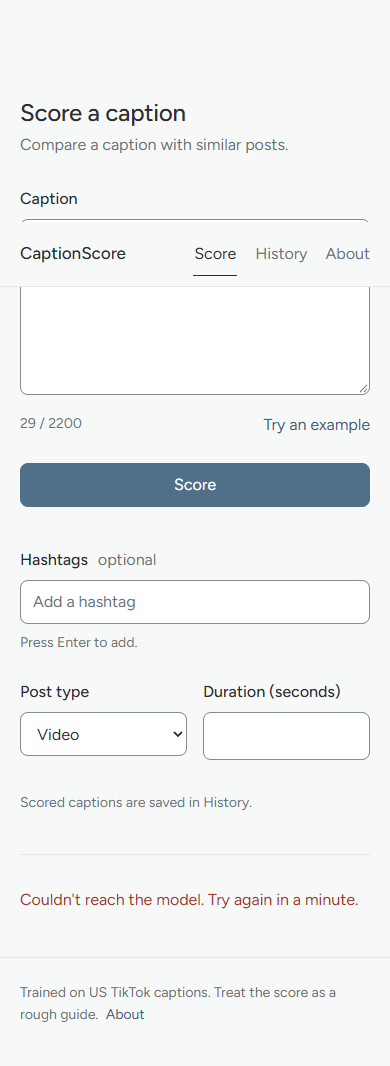 Score a caption
Compare a caption with similar posts.
Caption
CaptionScore Score History About
29 / 2200 Try an example
Score
Hashtags optional
Add a hashtag
Press Enter to add.
Post type Duration (seconds)
Video
Scored captions are saved in History.
Couldn't reach the model. Try again in a minute.
Trained on US TikTok captions. Treat the score as a
rough guide. About